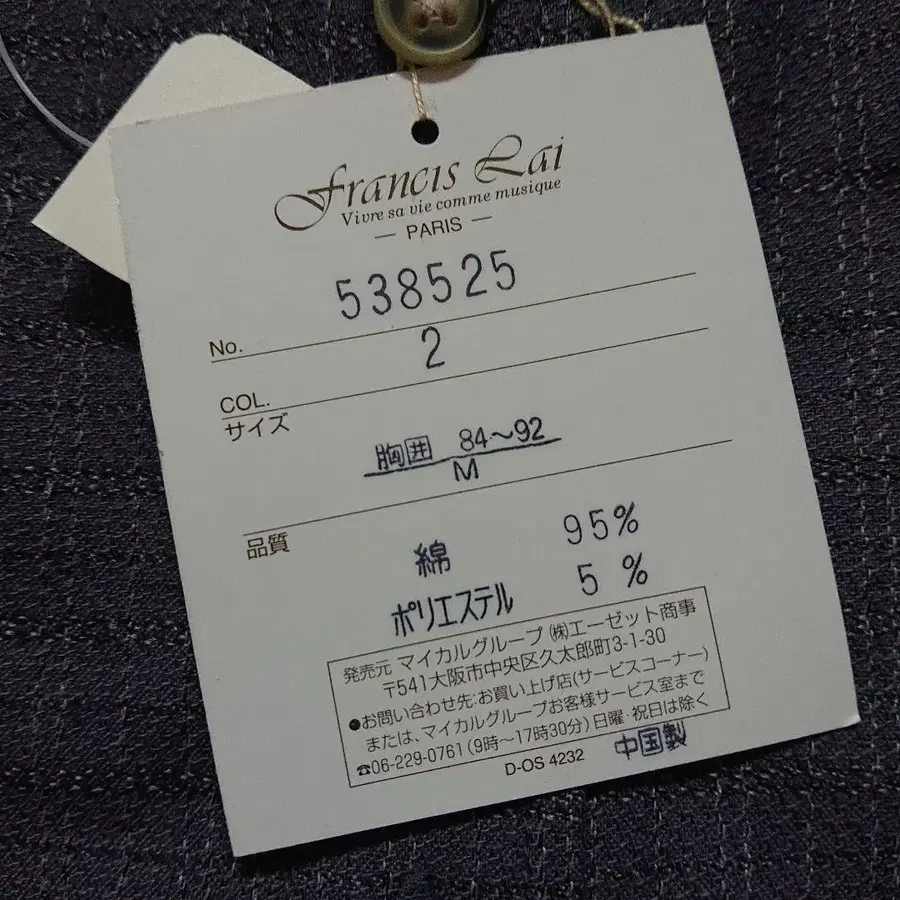 Francis Lai
Vivre sa vie comme musique
— PARIS —
No. 538525
COL. 2
サイズ
胸囲 84〜92
M
品質
綿 95%
ポリエステル 5 %
発売元 マイカルグループ ㈱エーゼット商事
〒541大阪市中央区久太郎町3-1-30
●お問い合わせ先:お買い上げ店(サービスコーナー)
または、マイカルグループお客様サービス室まで
☎06-229-0761(9時〜17時30分)日曜・祝日は除く
D-OS 4232 中国製